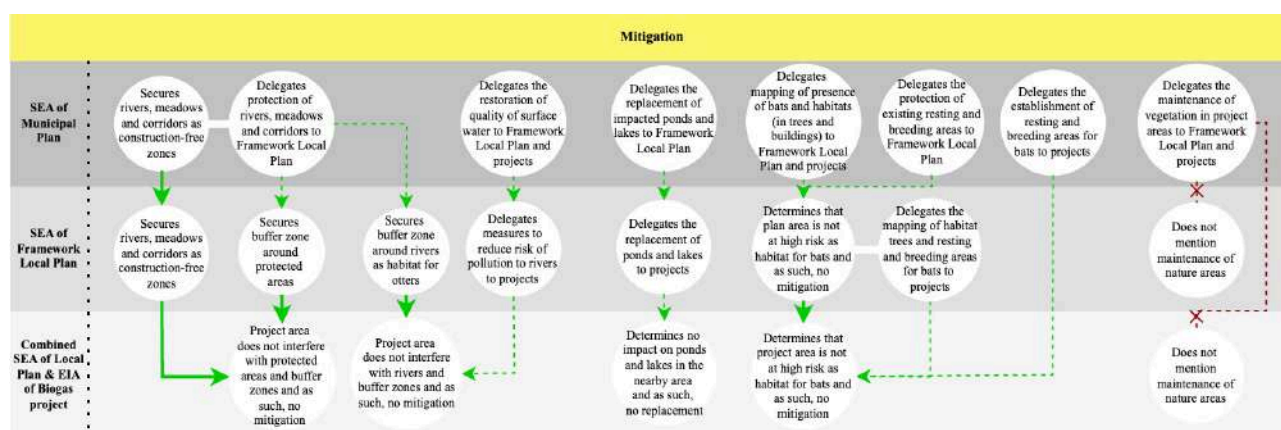 Mitigation
SEA of
Municipal
Plan
Secures
rivers, meadows
and corridors as
construction-free
zones
Delegates
protection of
rivers, meadows
and corridors to
Framework Local
Plan
Delegates the
restoration of
quality of surface
water to Framework
Local Plan and
projects
Delegates the
replacement of
impacted ponds and
lakes to Framework
Local Plan
Delegates
mapping of presence
of bats and habitats
(in trees and
buildings) to
Framework Local
Plan and projects
Delegates the
protection of
existing resting and
breeding areas to
Framework Local
Plan
Delegates the
establishment of
resting and
breeding areas for
bats to projects
Delegates the
maintenance of
vegetation in project
areas to Framework
Local Plan and
projects
SEA of
Framework
Local Plan
Secures
rivers, meadows
and corridors as
construction-free
zones
Secures
buffer zone
around
protected
areas
Secures
buffer zone
around rivers
as habitat for
otters
Delegates
measures to
reduce risk of
pollution to rivers
to projects
Delegates the
replacement of
ponds and lakes
to projects
Determines that
plan area is not
at high risk as
habitat for bats and
as such, no
mitigation
Delegates the
mapping of habitat
trees and resting
and breeding areas
for bats to
projects
Does not
mention
maintenance of
nature areas
Combined
SEA of Local
Plan & EIA
of Biogas
project
Project area
does not interfere
with protected
areas and buffer
zones and as
such, no
mitigation
Project area
does not interfere
with rivers and
buffer zones and as
such, no mitigation
Determines no
impact on ponds
and lakes in the
nearby area
and as such,
no replacement
Determines that
project area is not
at high risk as
habitat for bats and
as such, no
mitigation
Does not
mention
maintenance of
nature areas